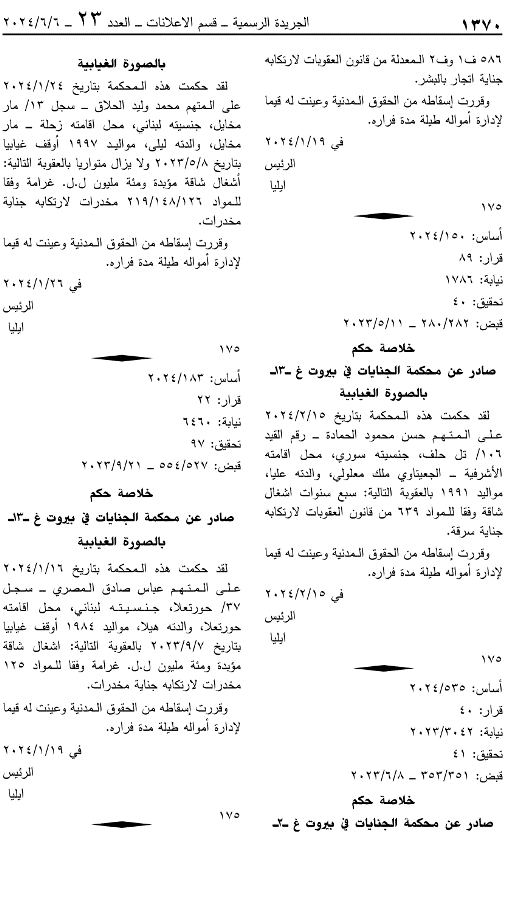 ١٣٧٠
الجريدة الرسمية ـ قسم الاعلانات ـ العدد ٢٣ ـ ٢٠٢٤/٦/٦
٥٨٦ ف١ وف٢ المعدلة من قانون العقوبات لارتكابه
جناية اتجار بالبشر.
وقررت إسقاطه من الحقوق المدنية وعينت له قيما
لإدارة أمواله طيلة مدة فراره.
في ٢٠٢٤/١/١٩
الرئيس
ايليا
١٧٥
أساس: ٢٠٢٤/١٥٠
قرار: ٨٩
نيابة: ١٧٨٦
تحقيق: ٤٠
قبض: ٢٨٠/٢٨٢ ـ ٢٠٢٣/٥/١١
خلاصة حكم
صادر عن محكمة الجنايات في بيروت غ ـ١٣ـ
بالصورة الغيابية
لقد حكمت هذه المحكمة بتاريخ ٢٠٢٤/٢/١٥
على المتهم حسن محمود الحمادة ـ رقم القيد
١٠٦/ تل حلف، جنسيته سوري، محل اقامته
الأشرفية ـ الجعيتاوي ملك معلولي، والدته عليا،
مواليد ١٩٩١ بالعقوبة التالية: سبع سنوات اشغال
شاقة وفقا للمواد ٦٣٩ من قانون العقوبات لارتكابه
جناية سرقة.
وقررت إسقاطه من الحقوق المدنية وعينت له قيما
لإدارة أمواله طيلة مدة فراره.
في ٢٠٢٤/٢/١٥
الرئيس
ايليا
١٧٥
أساس: ٢٠٢٤/٥٣٥
قرار: ٤٠
نيابة: ٢٠٢٣/٣٠٤٢
تحقيق: ٤١
قبض: ٣٥٣/٣٥١ ـ ٢٠٢٣/٦/٨
خلاصة حكم
صادر عن محكمة الجنايات في بيروت غ ـ٣ـ
بالصورة الغيابية
لقد حكمت هذه المحكمة بتاريخ ٢٠٢٤/١/٢٤
على المتهم محمد وليد الحلاق ـ سجل ١٣/ مار
مخايل، جنسيته لبناني، محل اقامته زحلة ـ مار
مخايل، والدته ليلى، مواليد ١٩٩٧ أوقف غيابيا
بتاريخ ٢٠٢٣/٥/٨ ولا يزال متواريا بالعقوبة التالية:
أشغال شاقة مؤبدة ومئة مليون ل.ل. غرامة وفقا
للمواد ٢١٩/١٤٨/١٢٦ مخدرات لارتكابه جناية
مخدرات.
وقررت إسقاطه من الحقوق المدنية وعينت له قيما
لإدارة أمواله طيلة مدة فراره.
في ٢٠٢٤/١/٢٦
الرئيس
ايليا
١٧٥
أساس: ٢٠٢٤/١٨٣
قرار: ٢٢
نيابة: ٦٤٦٠
تحقيق: ٩٧
قبض: ٥٥٤/٥٢٧ ـ ٢٠٢٣/٩/٢١
خلاصة حكم
صادر عن محكمة الجنايات في بيروت غ ـ١٣ـ
بالصورة الغيابية
لقد حكمت هذه المحكمة بتاريخ ٢٠٢٤/١/١٦
على المتهم عباس صادق المصري ـ سجل
٣٧/ حورتعلا، جنسيته لبناني، محل اقامته
حورتعلا، والدته هيلا، مواليد ١٩٨٤ أوقف غيابيا
بتاريخ ٢٠٢٣/٩/٧ بالعقوبة التالية: اشغال شاقة
مؤبدة ومئة مليون ل.ل. غرامة وفقا للمواد ١٢٥
مخدرات لارتكابه جناية مخدرات.
وقررت إسقاطه من الحقوق المدنية وعينت له قيما
لإدارة أمواله طيلة مدة فراره.
في ٢٠٢٤/١/١٩
الرئيس
ايليا
١٧٥